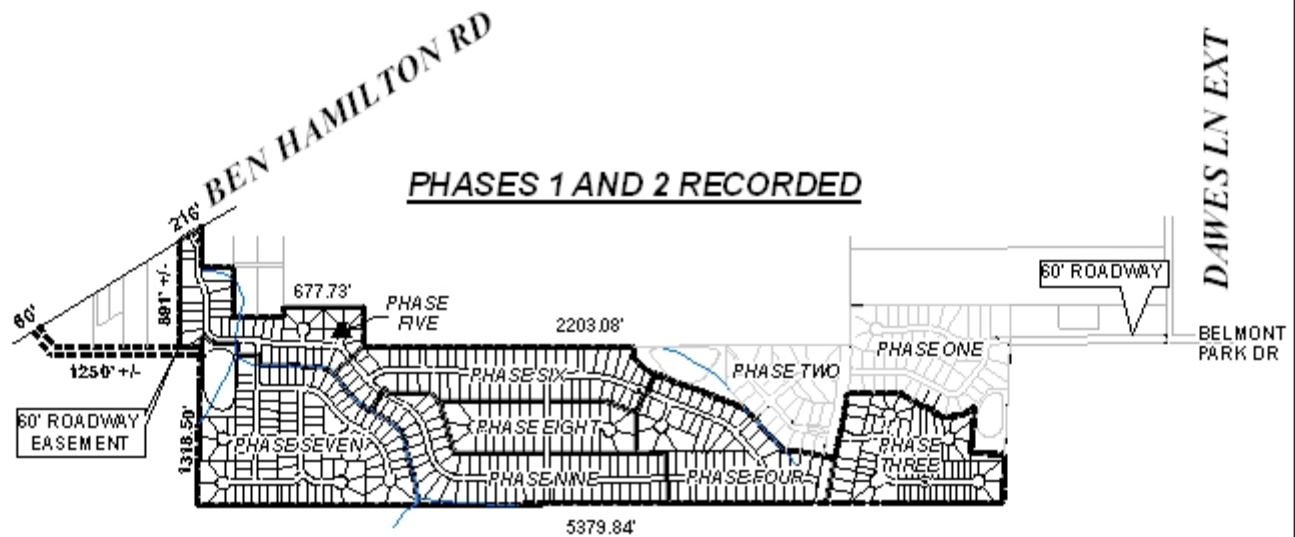 BEN HAMILTON RD
DAWES LN EXT
PHASES 1 AND 2 RECORDED
216'
60'
891' +/-
677.73'
PHASE
FIVE
2203.08'
60' ROADWAY
BELMONT
PARK DR
PHASE ONE
PHASE TWO
PHASE SIX
1250' +/-
60' ROADWAY
EASEMENT
1318.50'
PHASE SEVEN
PHASE EIGHT
PHASE THREE
PHASE NINE
PHASE FOUR
5379.84'